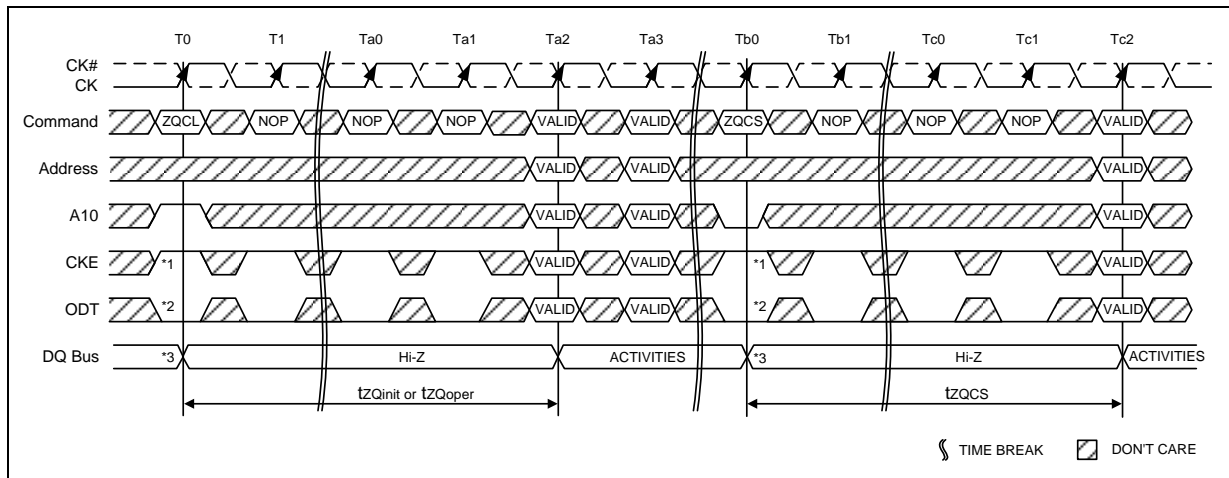 T0 T1 Ta0 Ta1 Ta2 Ta3 Tb0 Tb1 Tc0 Tc1 Tc2
CK#
CK
Command ZQCL NOP NOP NOP VALID VALID ZQCS NOP NOP NOP VALID
Address VALID VALID VALID
A10 VALID VALID VALID
CKE *1 VALID VALID *1 VALID
ODT *2 VALID VALID *2 VALID
DQ Bus *3 Hi-Z ACTIVITIES *3 Hi-Z ACTIVITIES
tZQinit or tZQoper tZQCS
TIME BREAK DON'T CARE